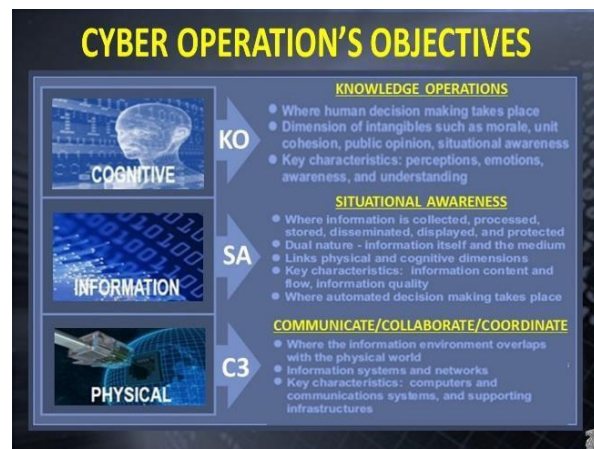 CYBER OPERATION'S OBJECTIVES
COGNITIVE
KO
KNOWLEDGE OPERATIONS
● Where human decision making takes place
● Dimension of intangibles such as morale, unit
cohesion, public opinion, situational awareness
● Key characteristics: perceptions, emotions,
awareness, and understanding
INFORMATION
SA
SITUATIONAL AWARENESS
● Where information is collected, processed,
stored, disseminated, displayed, and protected
● Dual nature - information itself and the medium
● Links physical and cognitive dimensions
● Key characteristics: information content and
flow, information quality
● Where automated decision making takes place
PHYSICAL
C3
COMMUNICATE/COLLABORATE/COORDINATE
● Where the information environment overlaps
with the physical world
● Information systems and networks
● Key characteristics: computers and
communications systems, and supporting
infrastructures